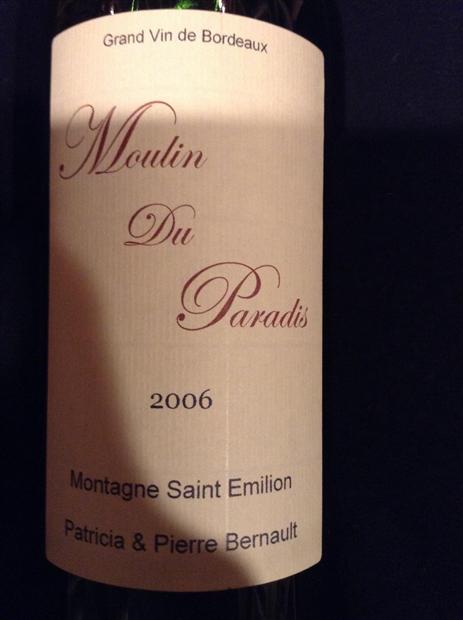 Grand Vin de Bordeaux
Moulin
Du
Paradis
2006
Montagne Saint Emilion
Patricia & Pierre Bernault